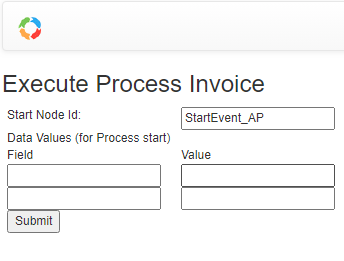 Execute Process Invoice
Start Node Id: StartEvent_AP
Data Values (for Process start)
Field Value
Submit